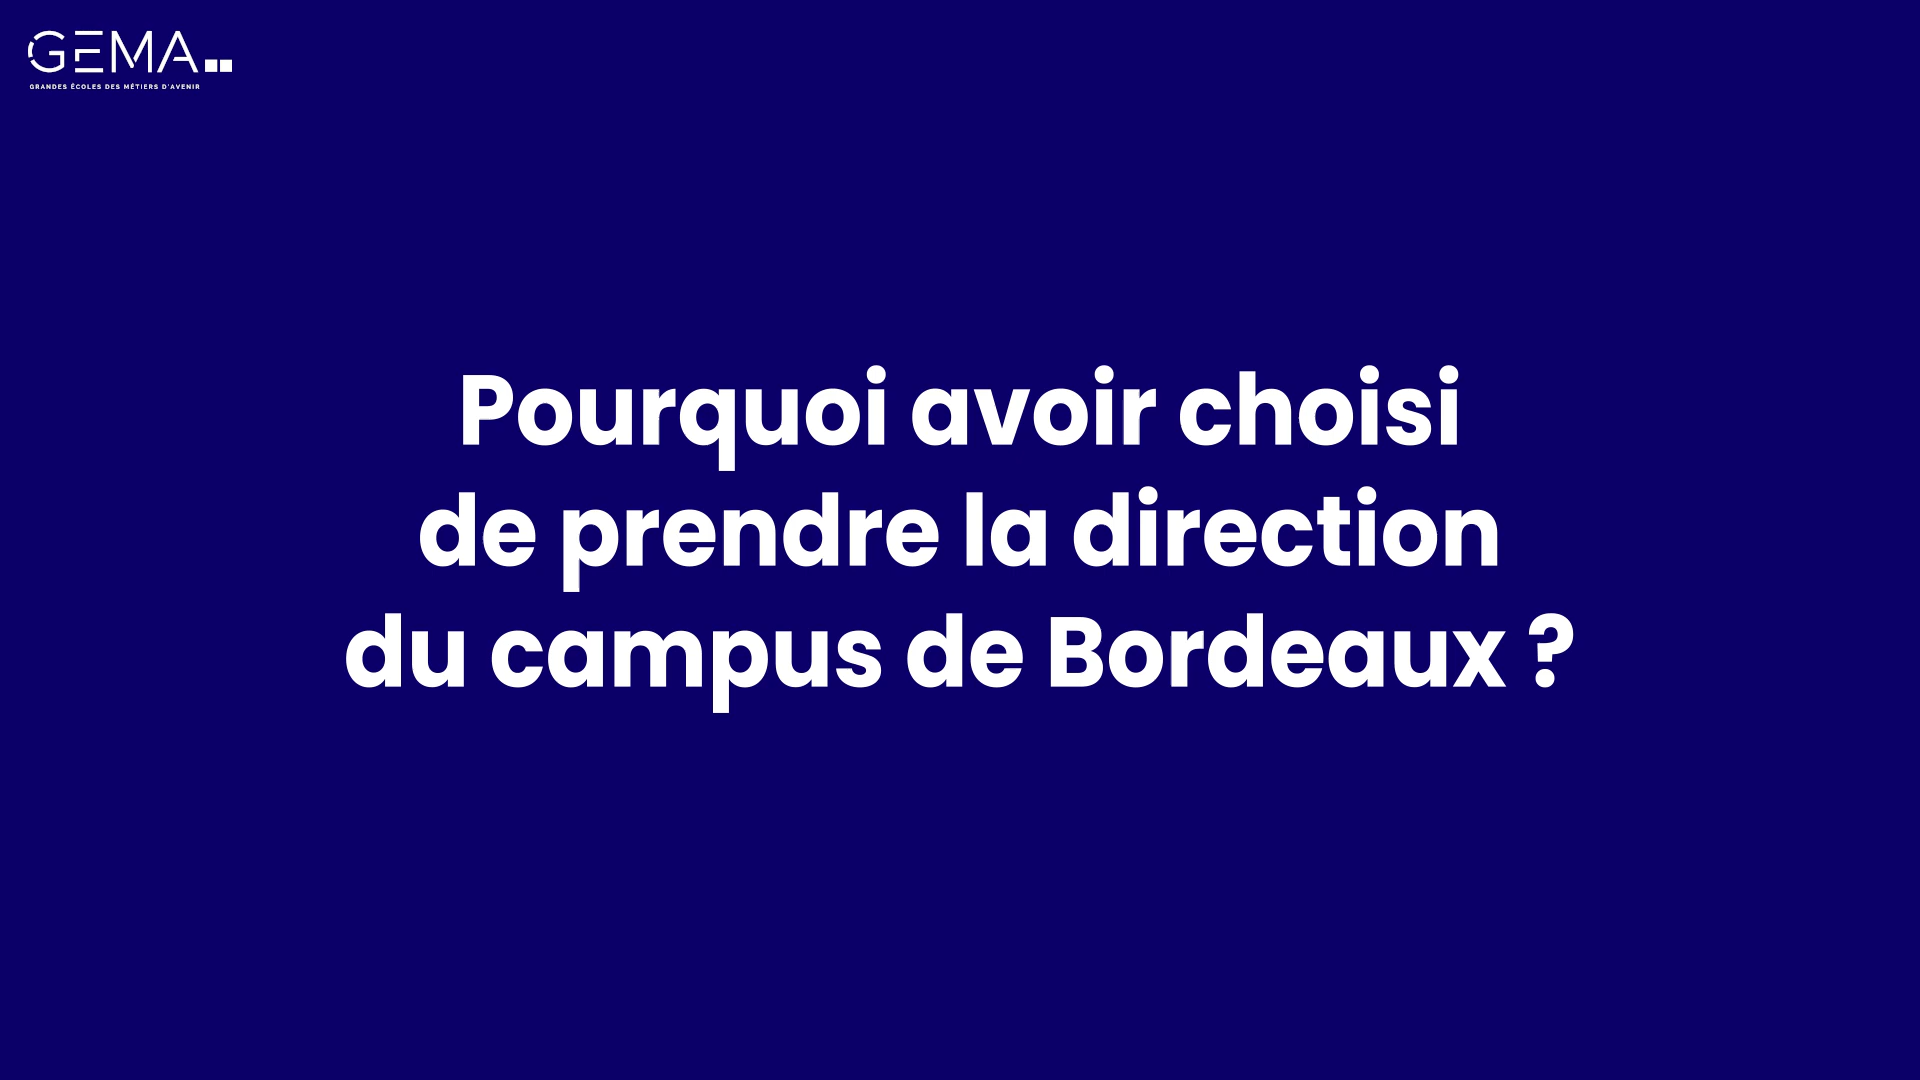 GEMA
GRANDES ÉCOLES DES MÉTIERS D'AVENIR
Pourquoi avoir choisi
de prendre la direction
du campus de Bordeaux ?